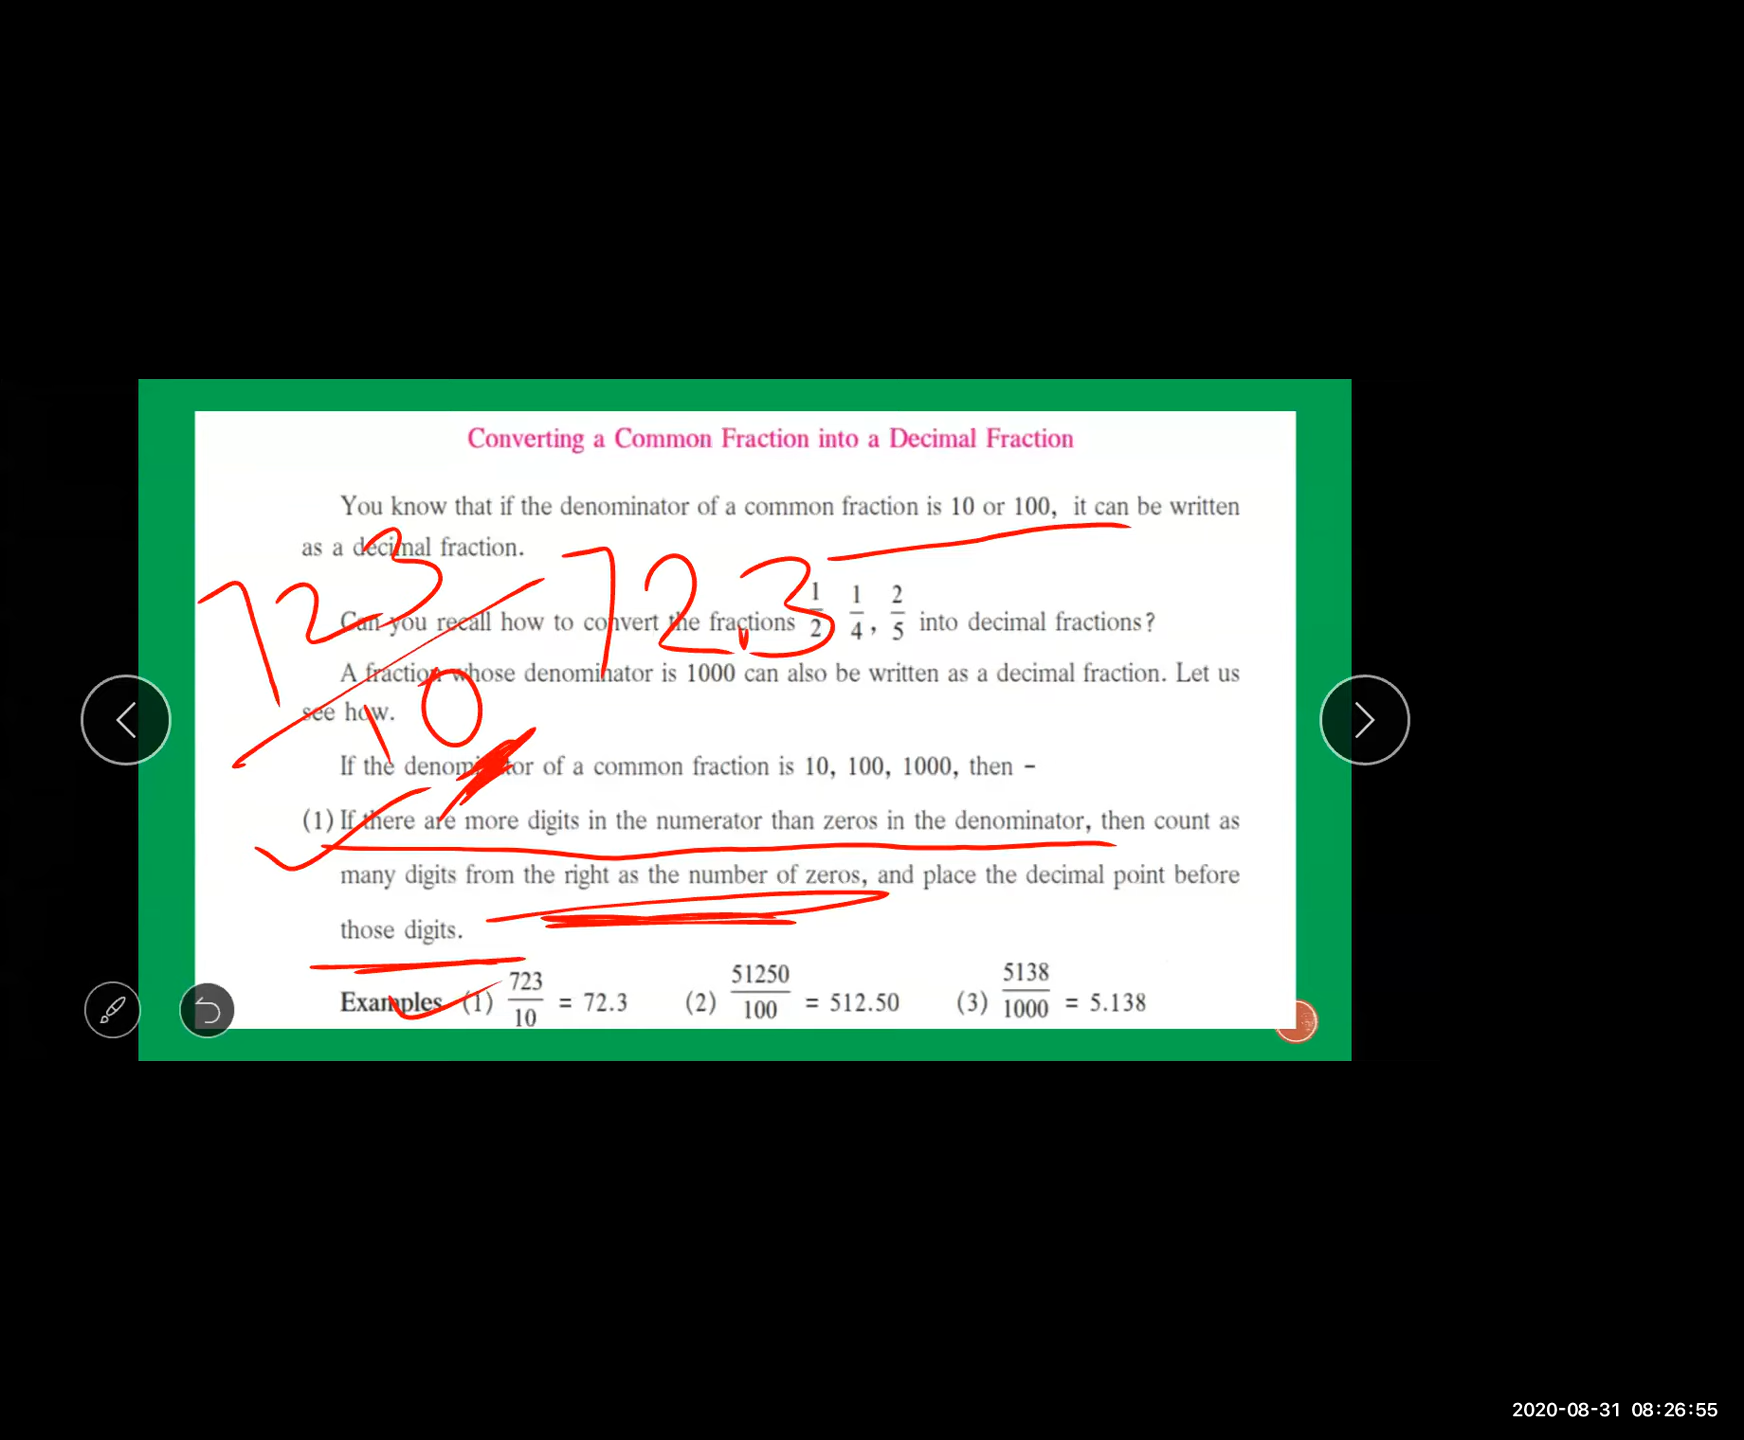 Converting a Common Fraction into a Decimal Fraction
You know that if the denominator of a common fraction is 10 or 100, it can be written
as a decimal fraction.
723/10 72.3
Can you recall how to convert the fractions 1/2 1/4, 2/5 into decimal fractions?
A fraction whose denominator is 1000 can also be written as a decimal fraction. Let us
see how.
If the denominator of a common fraction is 10, 100, 1000, then -
(1) If there are more digits in the numerator than zeros in the denominator, then count as
many digits from the right as the number of zeros, and place the decimal point before
those digits.
Examples (1) 723/10 = 72.3 (2) 51250/100 = 512.50 (3) 5138/1000 = 5.138
2020-08-31 08:26:55